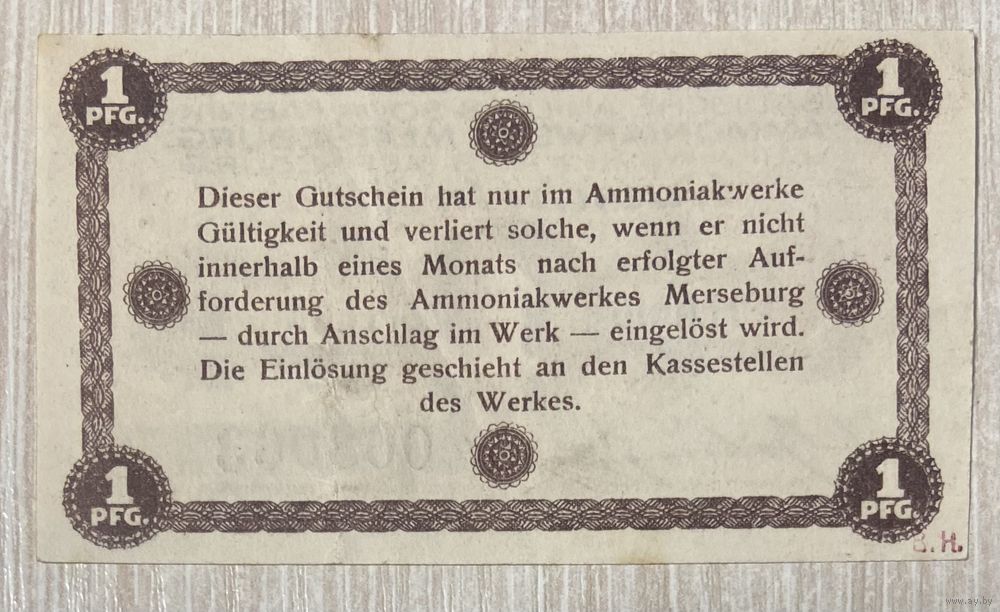 1 PFG.
1 PFG.
Dieser Gutschein hat nur im Ammoniakwerke
Gültigkeit und verliert solche, wenn er nicht
innerhalb eines Monats nach erfolgter Auf-
forderung des Ammoniakwerkes Merseburg
— durch Anschlag im Werk — eingelöst wird.
Die Einlösung geschieht an den Kassestellen
des Werkes.
1 PFG.
1 PFG.
B. H.
www.ay.by